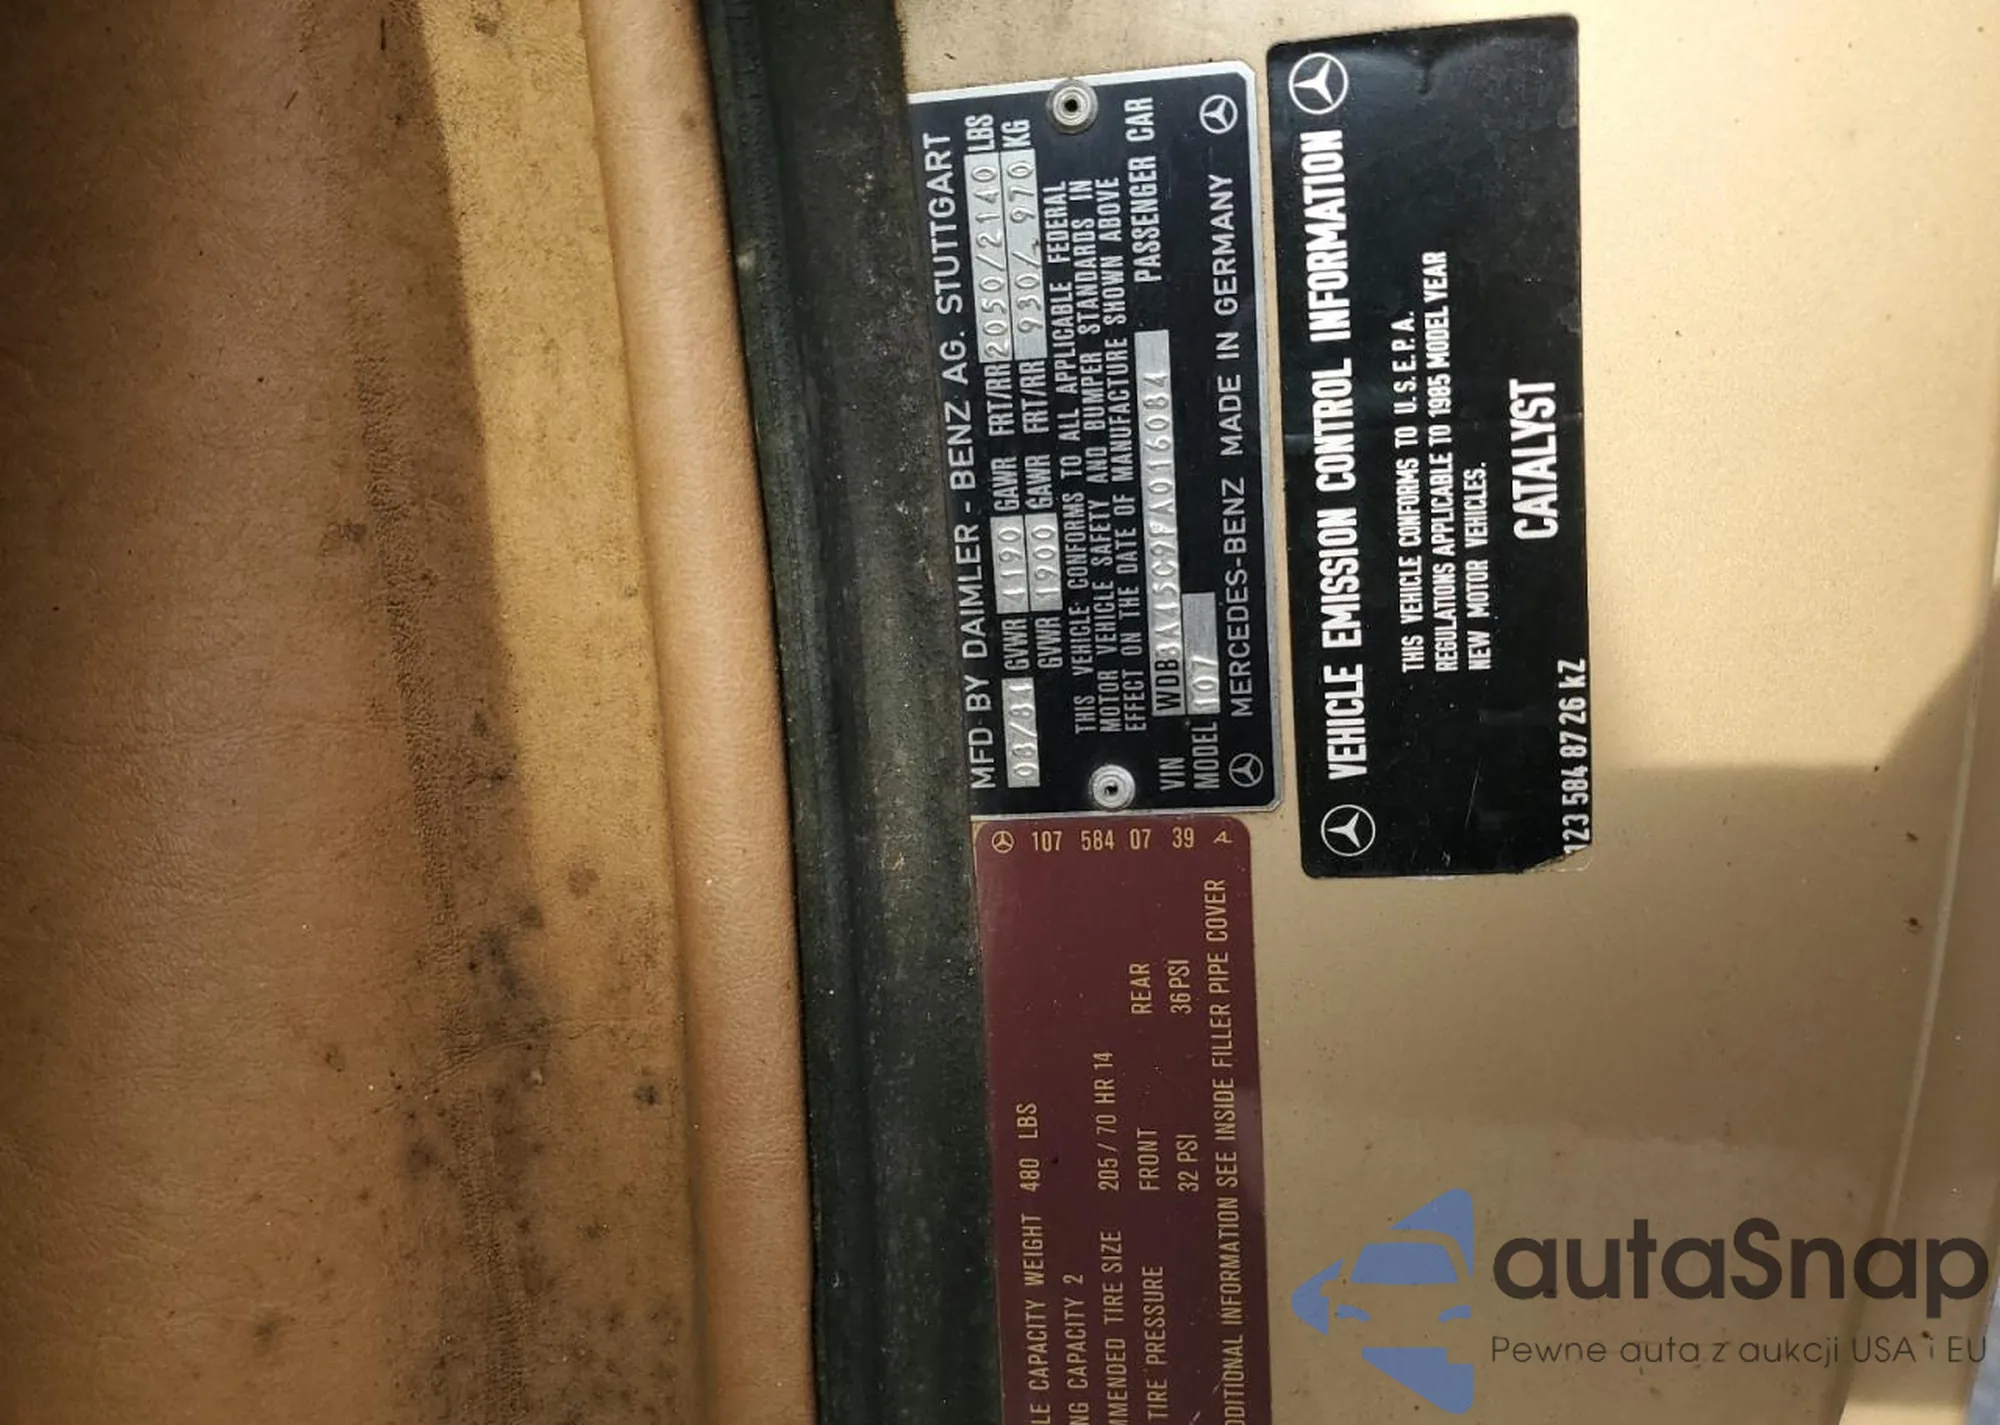 MFD BY DAIMLER - BENZ AG. STUTTGART
08/84 GVWR 4190 GAWR FRT/RR 2050/2140 LBS
GVWR 1900 GAWR FRT/RR 930/ 970 KG
THIS VEHICLE CONFORMS TO ALL APPLICABLE FEDERAL
MOTOR VEHICLE SAFETY AND BUMPER STANDARDS IN
EFFECT ON THE DATE OF MANUFACTURE SHOWN ABOVE
VIN WDBBA45C9FA016084 PASSENGER CAR
MODEL 107
MERCEDES-BENZ MADE IN GERMANY
VEHICLE EMISSION CONTROL INFORMATION
THIS VEHICLE CONFORMS TO U.S.E.P.A.
REGULATIONS APPLICABLE TO 1985 MODEL YEAR
NEW MOTOR VEHICLES.
CATALYST
123 584 87 26 kZ
107 584 07 39 A
LE CAPACITY WEIGHT 480 LBS
NG CAPACITY 2
MMENDED TIRE SIZE 205/70 HR 14
TIRE PRESSURE FRONT REAR
32 PSI 36 PSI
DDITIONAL INFORMATION SEE INSIDE FILLER PIPE COVER
autaSnap
Pewne auta z aukcji USA i EU